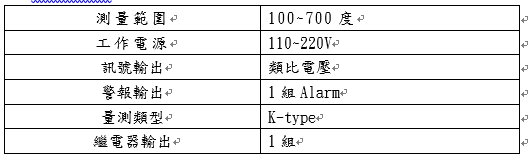 測量範圍 100~700 度
工作電源 110~220V
訊號輸出 類比電壓
警報輸出 1 組 Alarm
量測類型 K-type
繼電器輸出 1 組